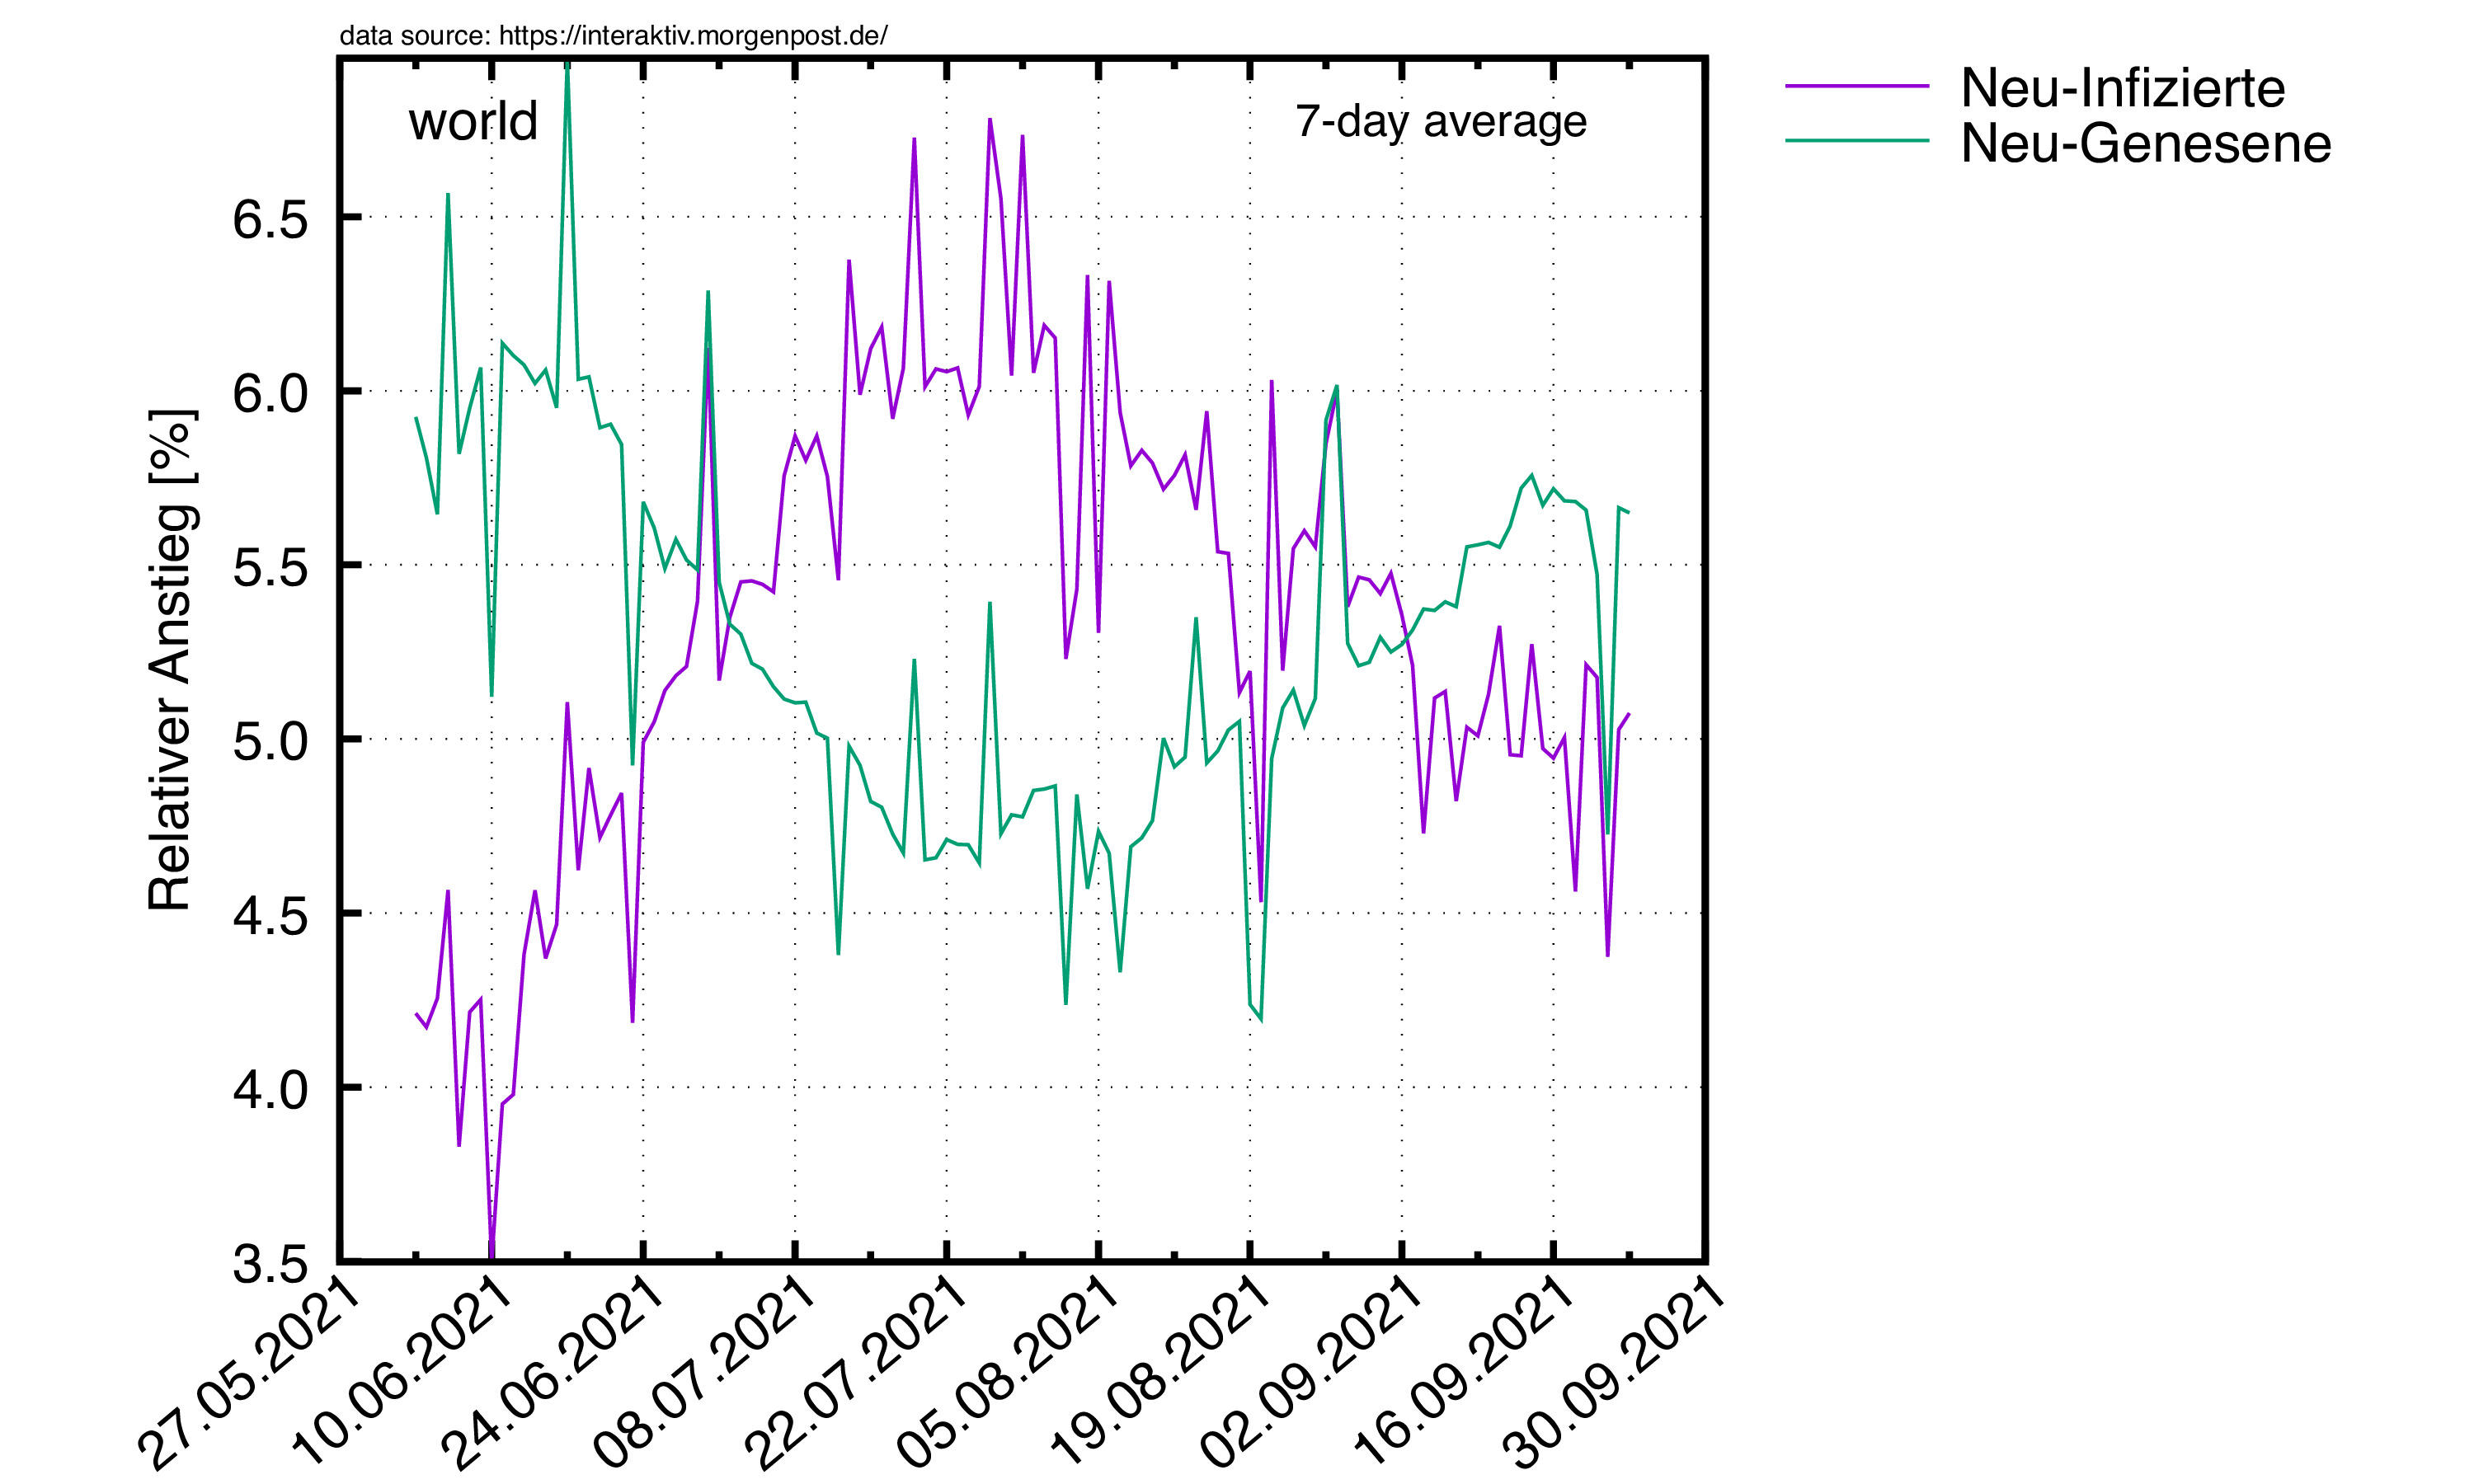 data source: https://interaktiv.morgenpost.de/
world
7-day average
Neu-Infizierte
Neu-Genesene
Relativer Anstieg [%]
6.5
6.0
5.5
5.0
4.5
4.0
3.5
27.05.2021
10.06.2021
24.06.2021
08.07.2021
22.07.2021
05.08.2021
19.08.2021
02.09.2021
16.09.2021
30.09.2021